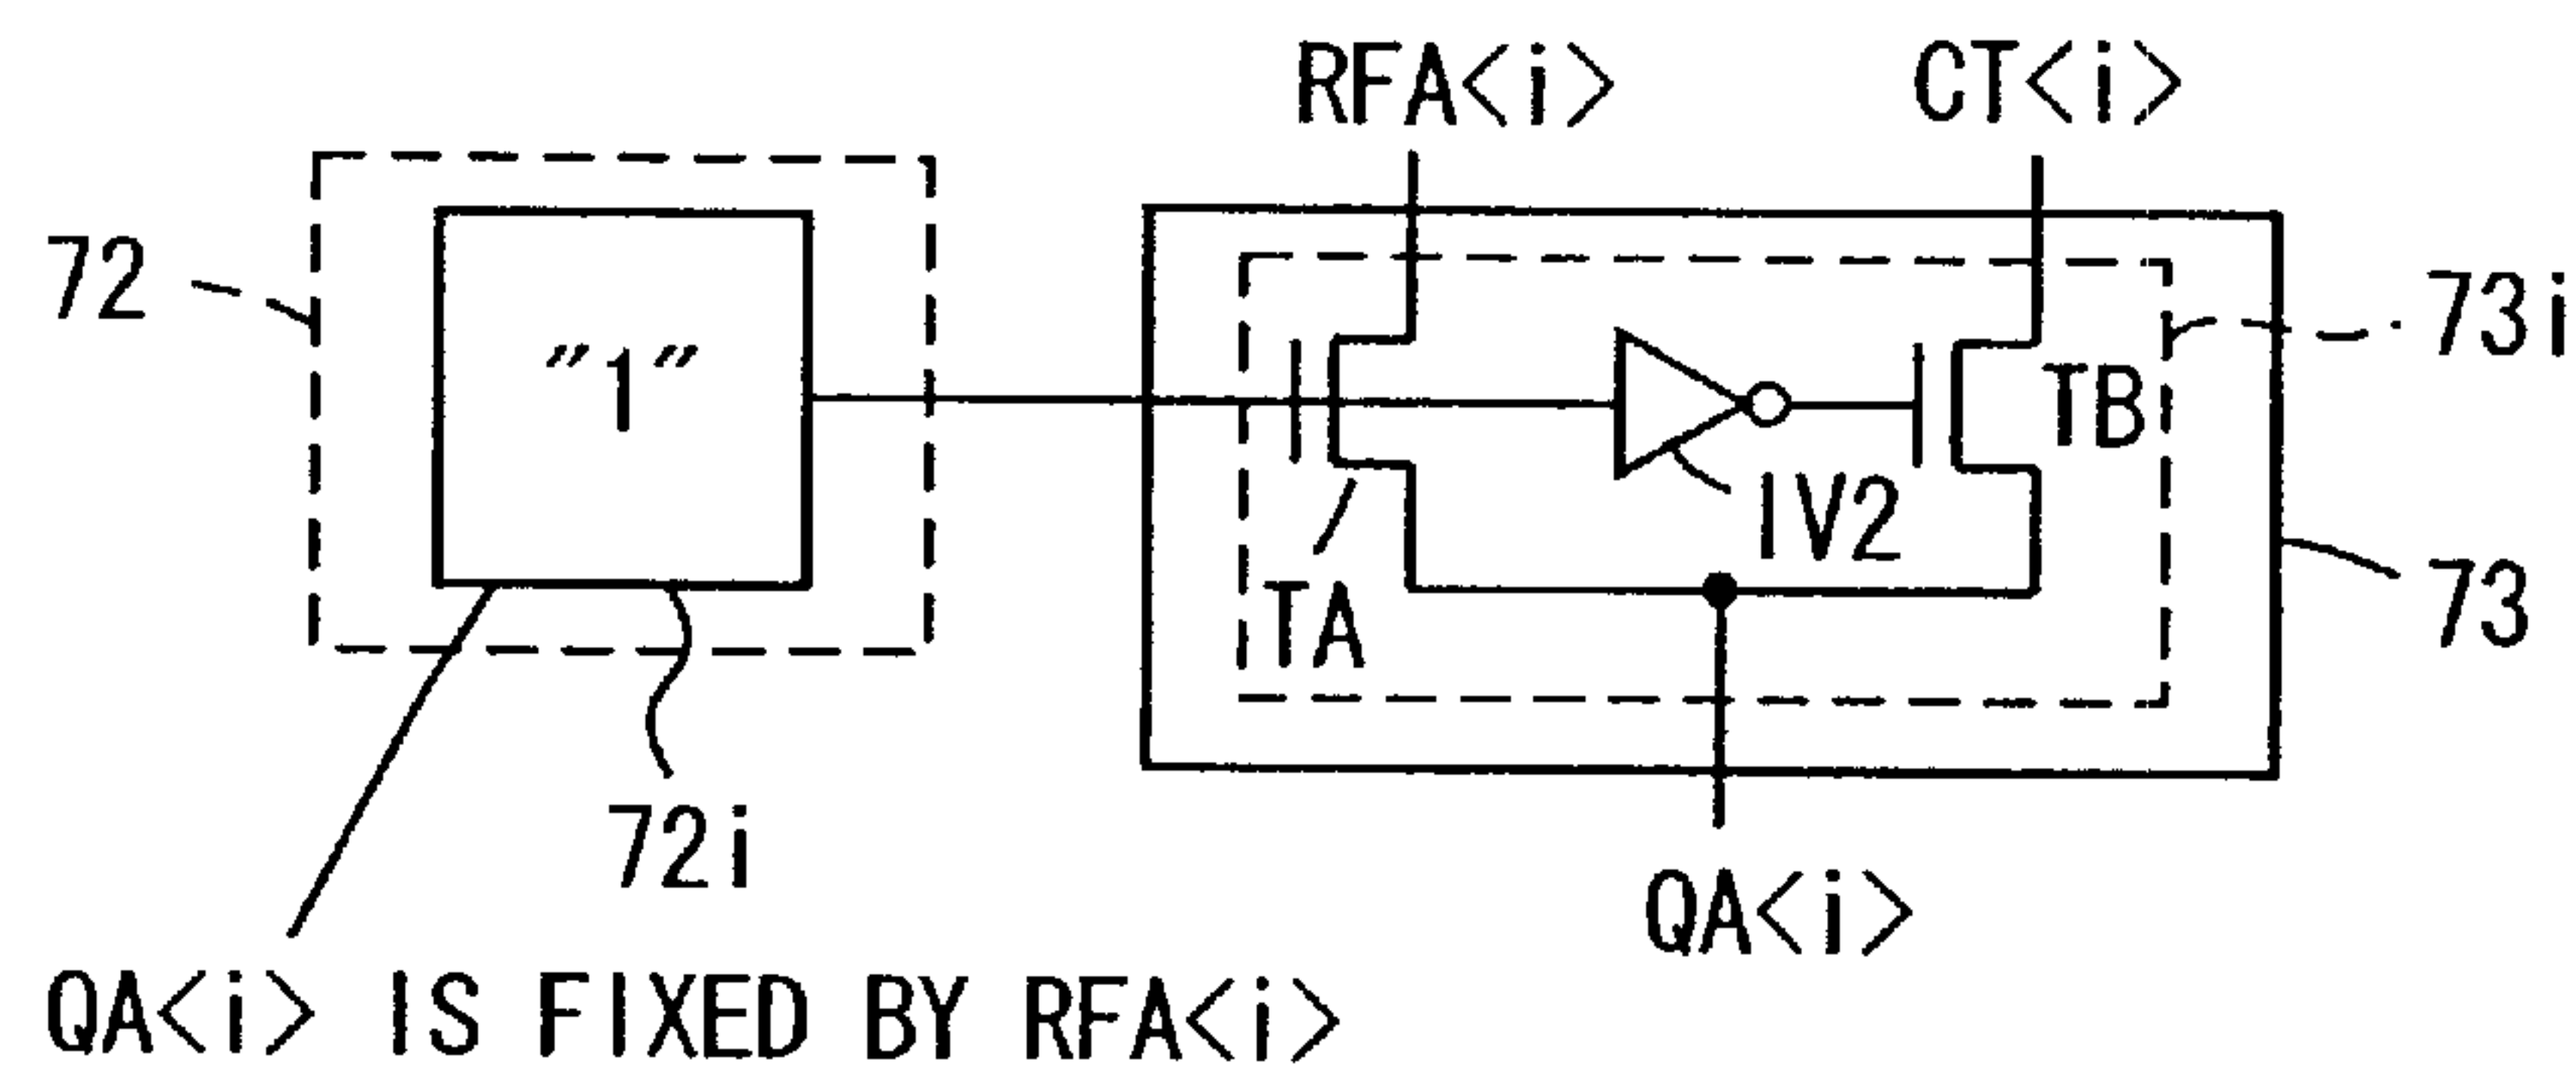 RFA<i> CT<i>
72
"1"
73i
TB
IV2
TA
73
72i
QA<i>
QA<i> IS FIXED BY RFA<i>